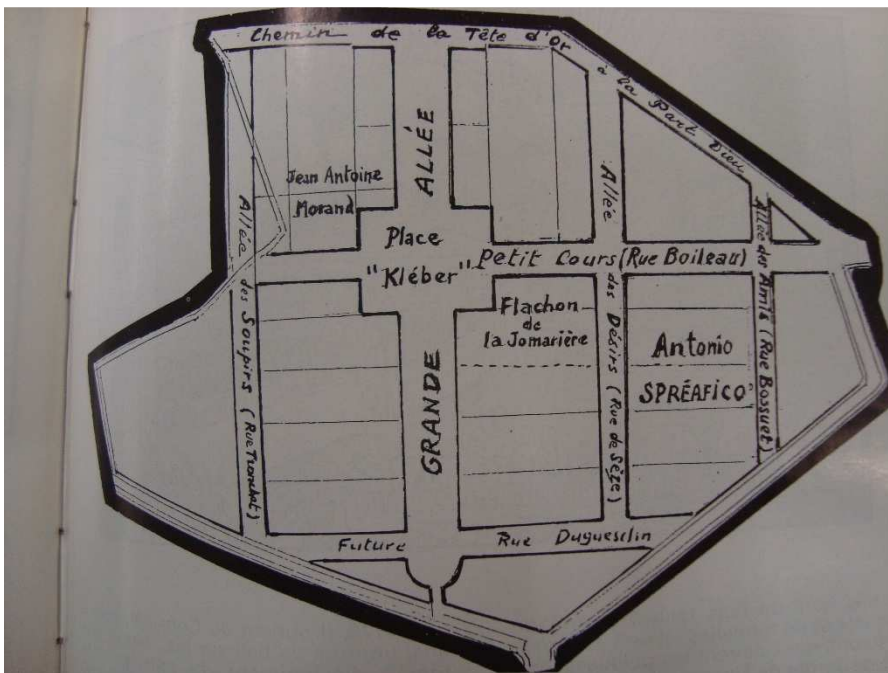 Chemin de la Tête d'Or à la Part Dieu
Jean Antoine
Morand
GRANDE ALLÉE
Place
"Kléber"
Petit Cours (Rue Boileau)
Allée des Soupirs (Rue Tronchet)
Flachon
de
la Jomarière
Allée des Désirs (Rue de Sèze)
Antonio
SPRÉAFICO
Allée des Amis (Rue Bossuet)
Future Rue Duguesclin